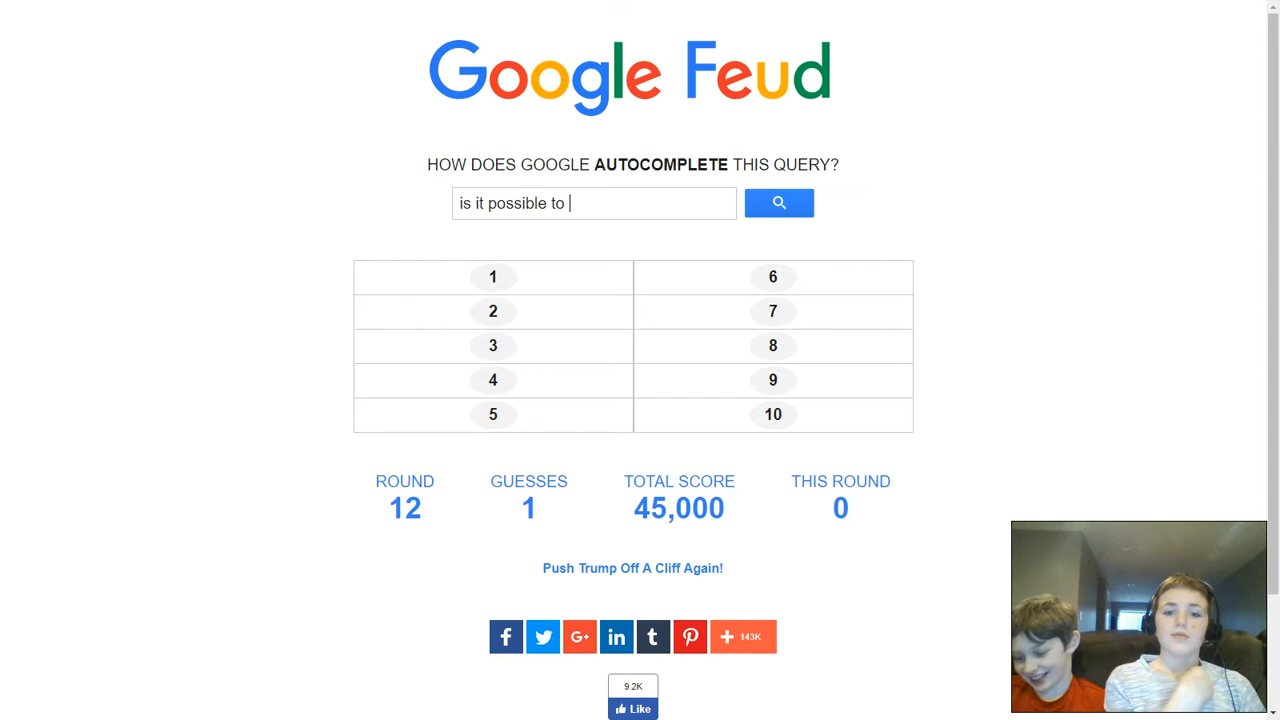 Google Feud
HOW DOES GOOGLE AUTOCOMPLETE THIS QUERY?
is it possible to
1 6
2 7
3 8
4 9
5 10
ROUND GUESSES TOTAL SCORE THIS ROUND
12 1 45,000 0
Push Trump Off A Cliff Again!
143K
9.2K
Like